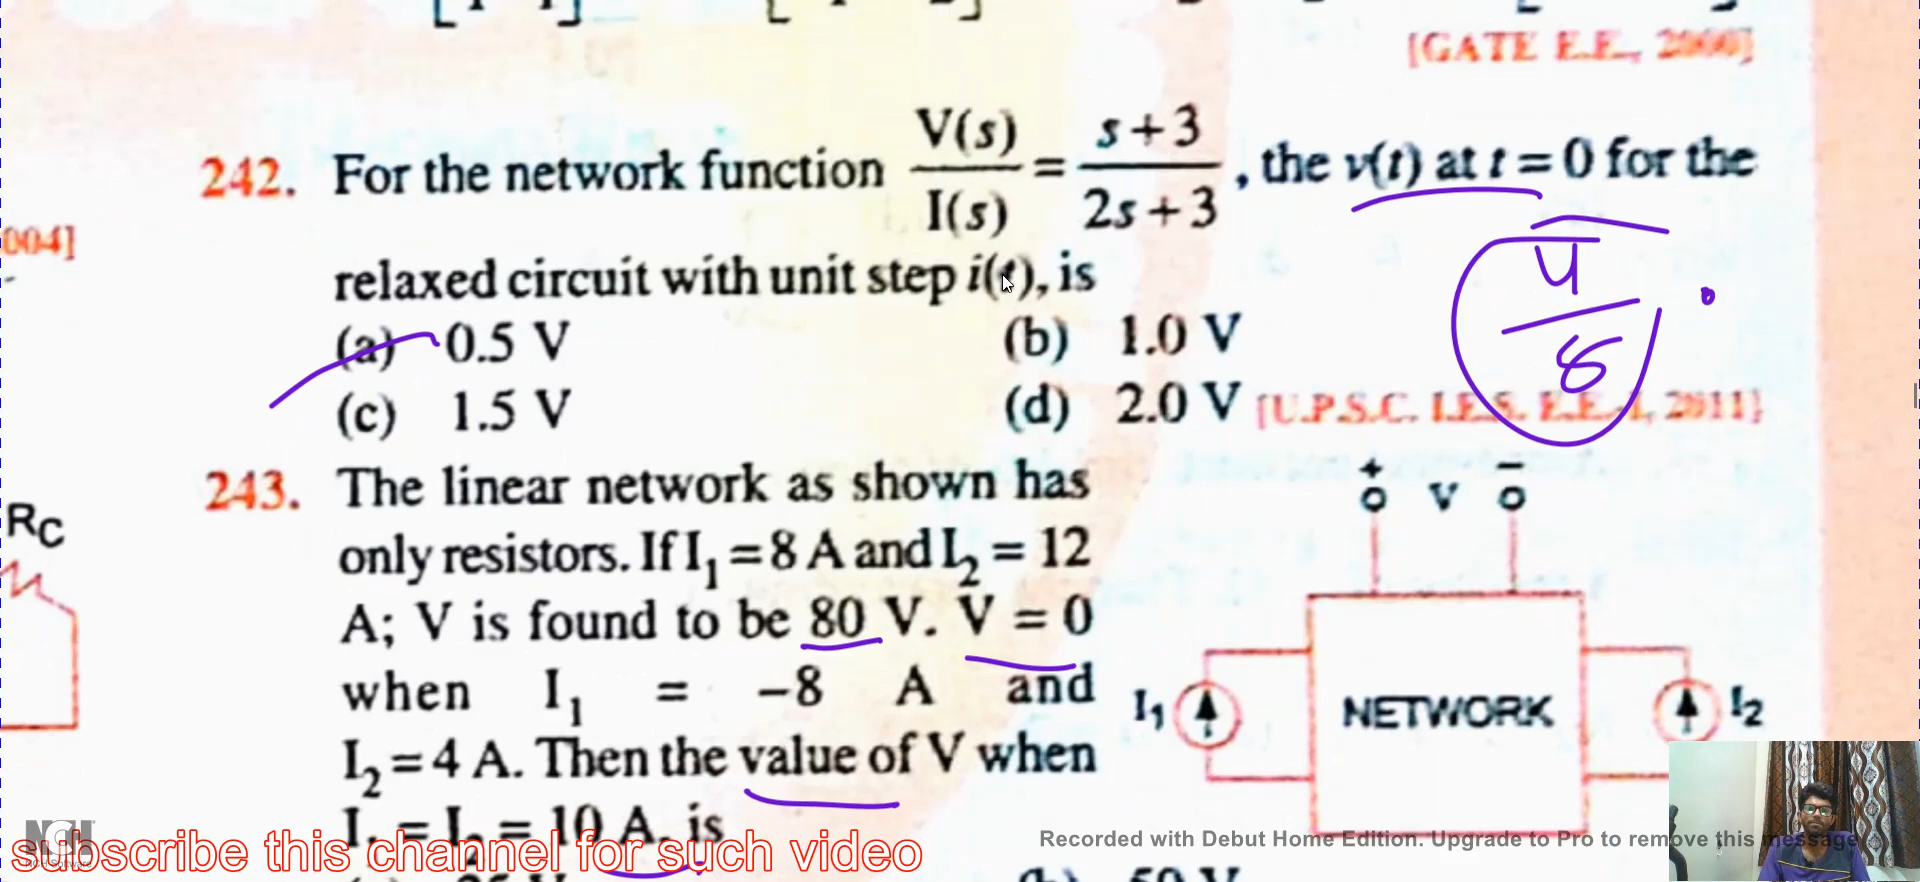 [GATE E.E., 2000]
242. For the network function V(s)/I(s) = s+3/2s+3, the v(t) at t = 0 for the
004]
relaxed circuit with unit step i(t), is
4/8
(a) 0.5 V (b) 1.0 V
(c) 1.5 V (d) 2.0 V [U.P.S.C. I.E.S. E.E.-I, 2011]
243. The linear network as shown has
only resistors. If I₁ = 8 A and I₂ = 12
A; V is found to be 80 V. V = 0
when I₁ = -8 A and
I₂ = 4 A. Then the value of V when
= 10 A, is
+ V -
RC
I₁ NETWORK I₂
NCH Software
subscribe this channel for such video
Recorded with Debut Home Edition. Upgrade to Pro to remove this message